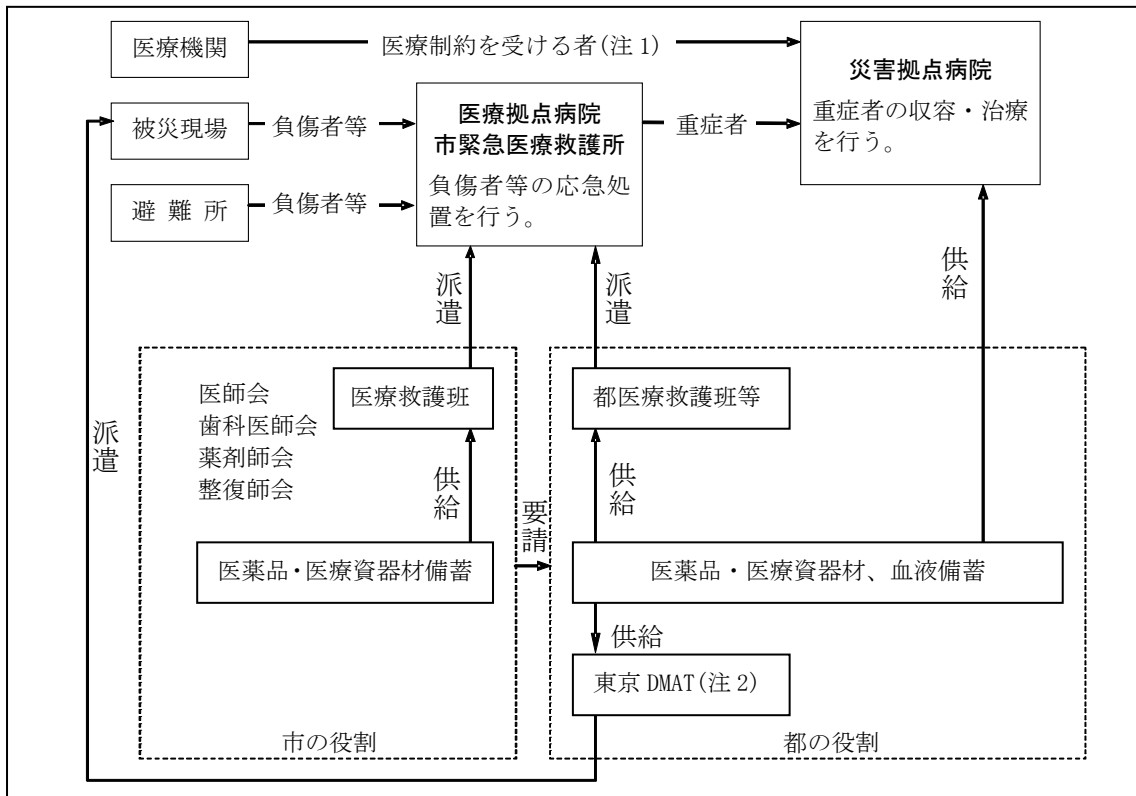 医療機関
医療制約を受ける者(注1)
災害拠点病院
重症者の収容・治療
を行う。
被災現場
負傷者等
医療拠点病院
市緊急医療救護所
負傷者等の応急処
置を行う。
重症者
避難所
負傷者等
派遣
派遣
供給
派遣
医師会
歯科医師会
薬剤師会
整復師会
医療救護班
都医療救護班等
供給
供給
要請
医薬品・医療資器材備蓄
医薬品・医療資器材、血液備蓄
供給
東京DMAT(注2)
市の役割
都の役割